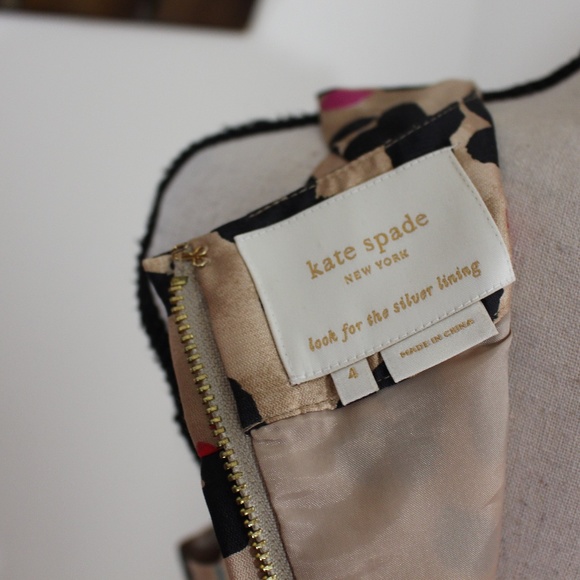 kate spade
NEW YORK
look for the silver lining
4
MADE IN CHINA